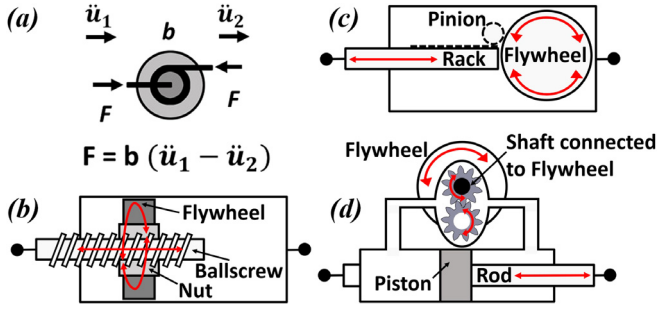 (a)
ü₁
ü₂
b
F
F
F = b (ü₁ − ü₂)
(b)
Flywheel
Ballscrew
Nut
(c)
Pinion
Flywheel
Rack
(d)
Flywheel
Shaft connected
to Flywheel
Piston
Rod